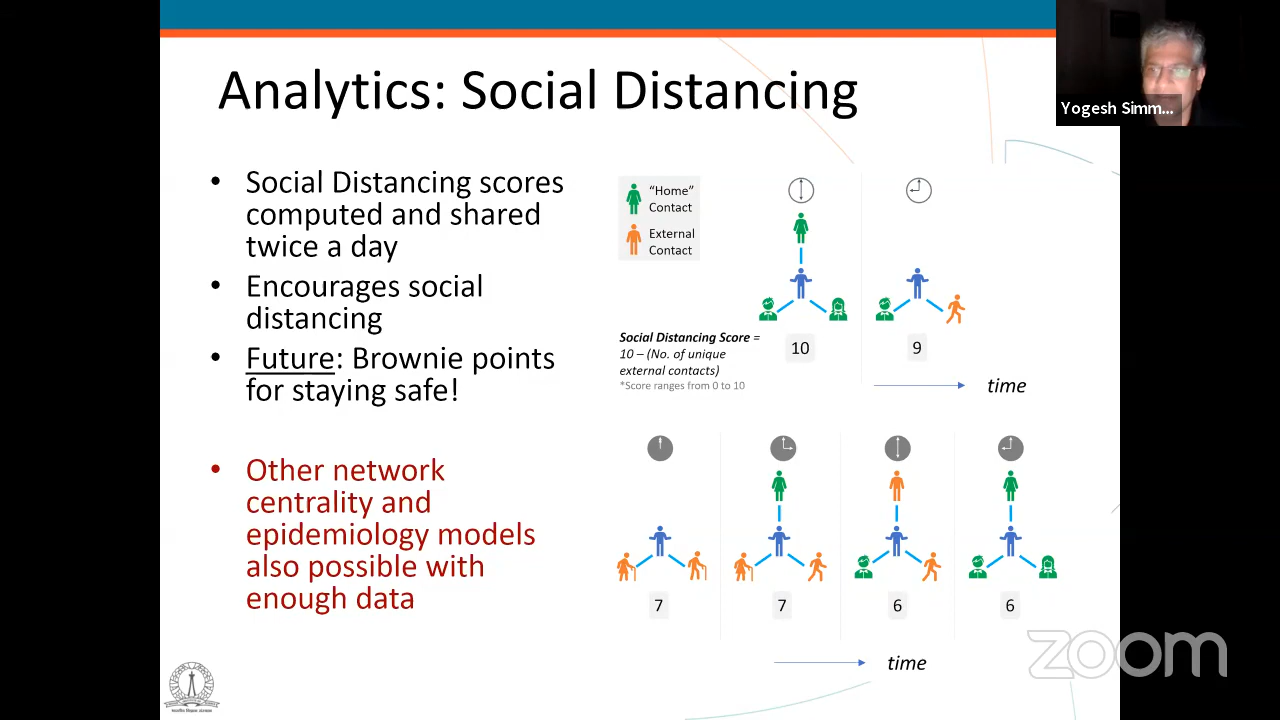 Analytics: Social Distancing
Yogesh Simm...
• Social Distancing scores
computed and shared
twice a day
• Encourages social
distancing
• Future: Brownie points
for staying safe!
• Other network
centrality and
epidemiology models
also possible with
enough data
"Home"
Contact
External
Contact
Social Distancing Score =
10 – (No. of unique
external contacts)
*Score ranges from 0 to 10
10
9
time
7
7
6
6
time
zoom